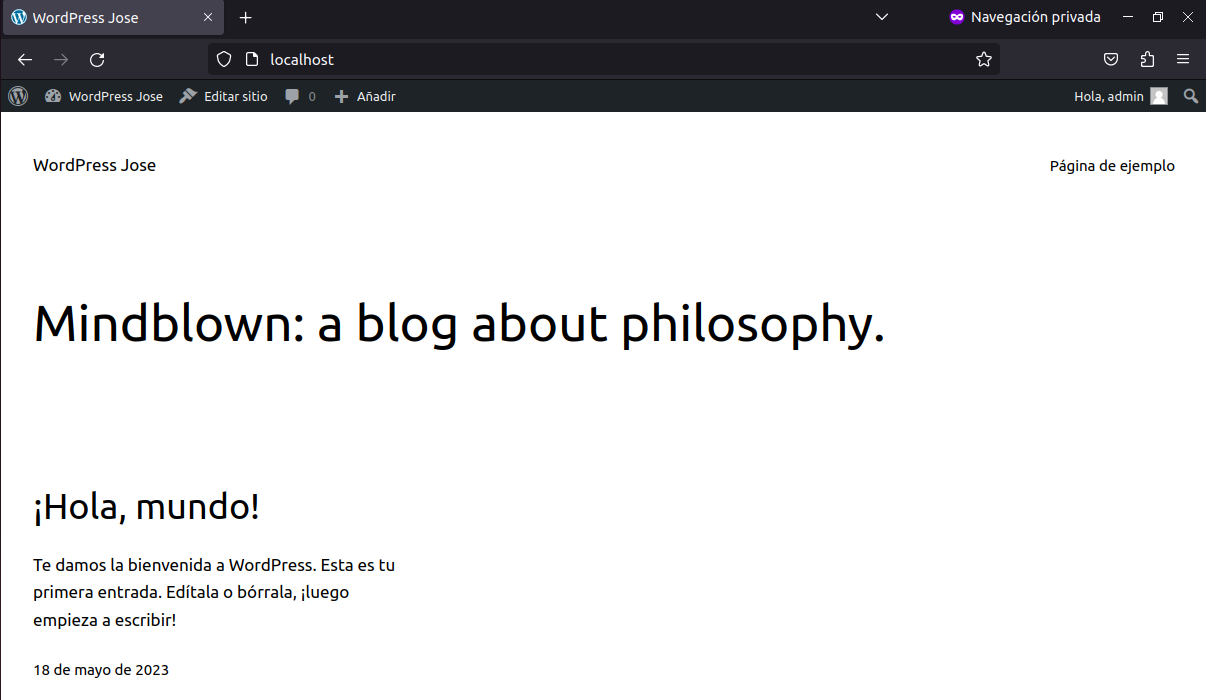 WordPress Jose
Navegación privada
localhost
WordPress Jose Editar sitio 0 Añadir Hola, admin
WordPress Jose Página de ejemplo
Mindblown: a blog about philosophy.
¡Hola, mundo!
Te damos la bienvenida a WordPress. Esta es tu
primera entrada. Edítala o bórrala, ¡luego
empieza a escribir!
18 de mayo de 2023